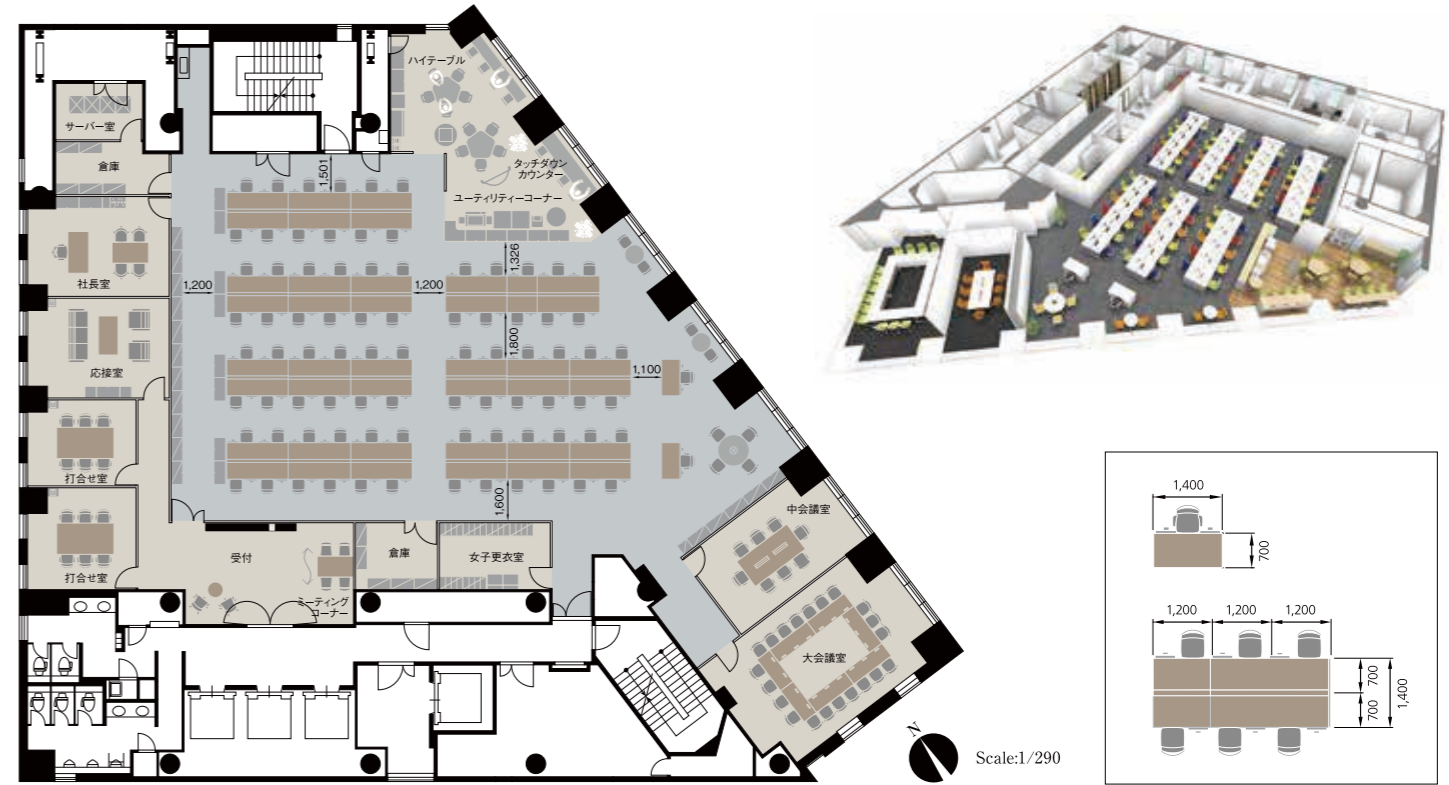 ハイテーブル
サーバー室
倉庫
タッチダウン
カウンター
ユーティリティーコーナー
1,501
1,326
社長室
1,200
1,200
1,800
応接室
1,100
打合せ室
1,600
中会議室
打合せ室
受付
倉庫
女子更衣室
ミーティング
コーナー
大会議室
N
Scale:1/290
1,400
700
1,200
1,200
1,200
700
700
1,400